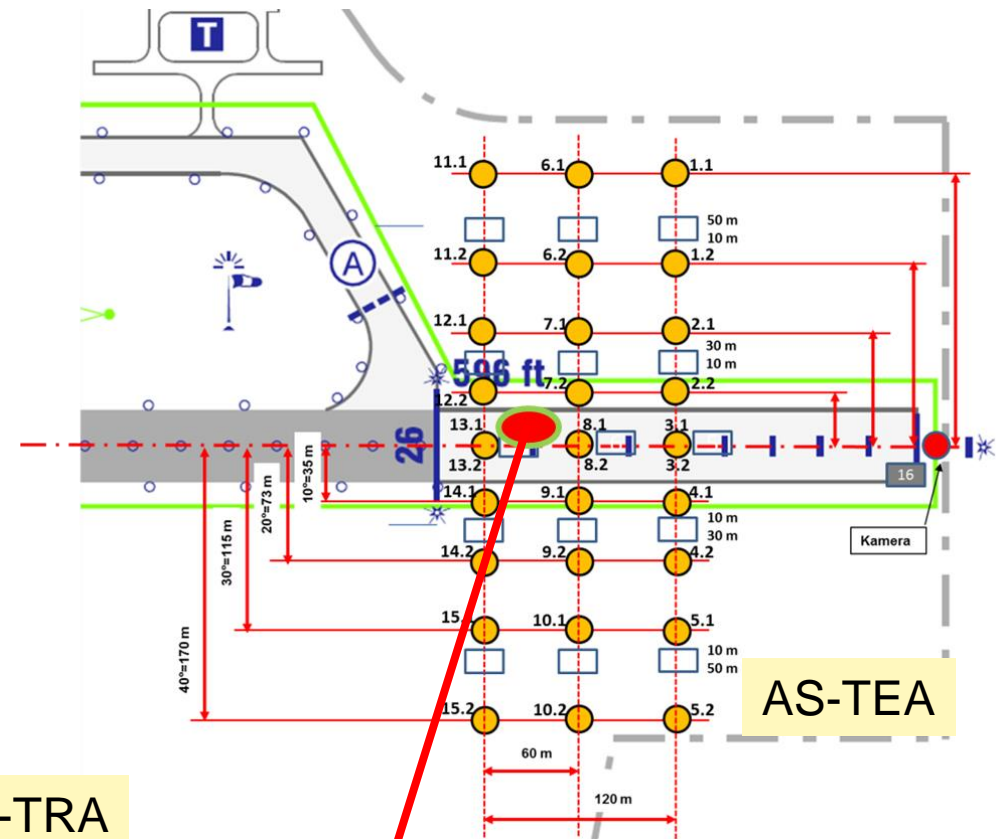 T
11.1 6.1 1.1
50 m
10 m
11.2 6.2 1.2
A
12.1 7.1 2.1
30 m
10 m
596 ft
12.2 7.2 2.2
26
13.1 8.1 3.1
13.2 8.2 3.2
16
14.1 9.1 4.1
10 m
30 m
Kamera
14.2 9.2 4.2
10°=35 m
20°=73 m
30°=115 m
40°=170 m
10.1 5.1
10 m
50 m
AS-TEA
15.2 10.2 5.2
60 m
120 m
-TRA